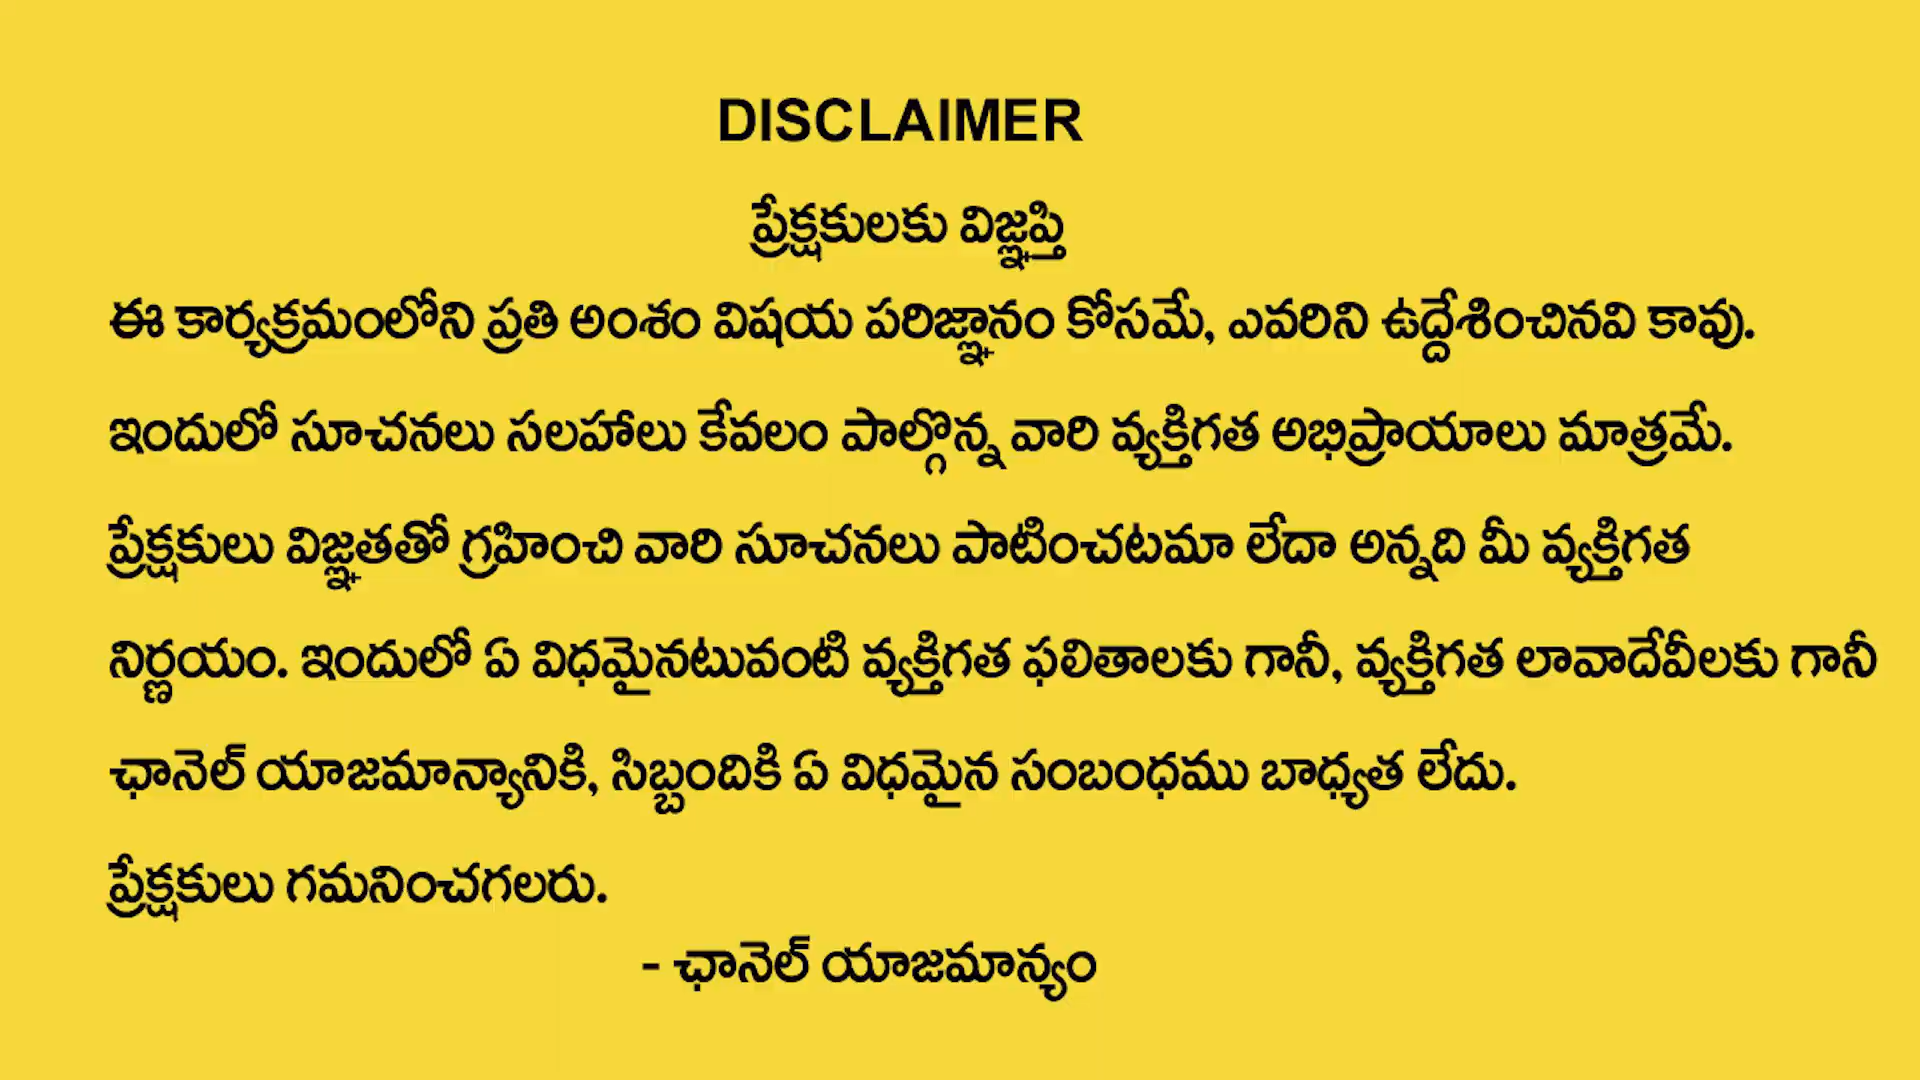 DISCLAIMER
ప్రేక్షకులకు విజ్ఞప్తి
ఈ కార్యక్రమంలోని ప్రతి అంశం విషయ పరిజ్ఞానం కోసమే, ఎవరిని ఉద్దేశించినవి కావు.
ఇందులో సూచనలు సలహాలు కేవలం పాల్గొన్న వారి వ్యక్తిగత అభిప్రాయాలు మాత్రమే.
ప్రేక్షకులు విజ్ఞతతో గ్రహించి వారి సూచనలు పాటించటమా లేదా అన్నది మీ వ్యక్తిగత
నిర్ణయం. ఇందులో ఏ విధమైనటువంటి వ్యక్తిగత ఫలితాలకు గానీ, వ్యక్తిగత లావాదేవీలకు గానీ
ఛానెల్ యాజమాన్యానికి, సిబ్బందికి ఏ విధమైన సంబంధము బాధ్యత లేదు.
ప్రేక్షకులు గమనించగలరు.
- ఛానెల్ యాజమాన్యం